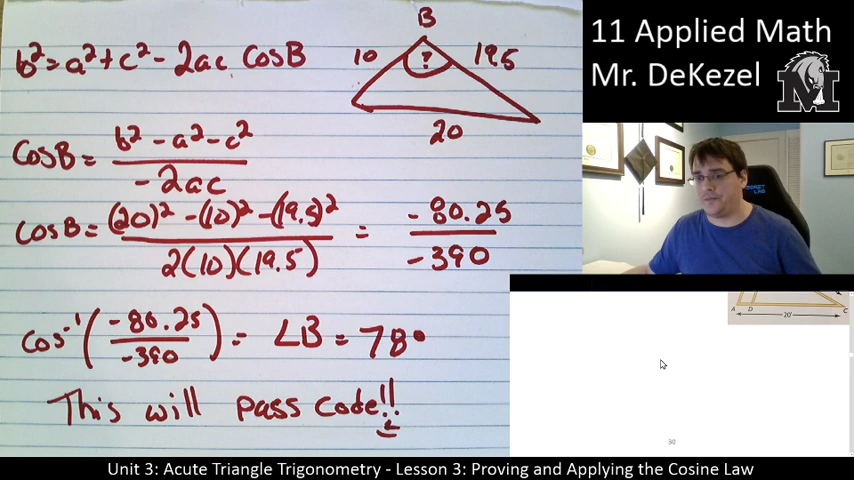 b² = a² + c² - 2ac cosB
B
10
?
19.5
20
cosB = b² - a² - c² / -2ac
cosB = (20)² - (10)² - (19.5)² / 2(10)(19.5) = -80.25 / -390
cos⁻¹ (-80.25 / -390) = ∠B = 78°
This will pass code!!
11 Applied Math
Mr. DeKezel
M
SECRET LAB
A D 20' C
30
Unit 3: Acute Triangle Trigonometry - Lesson 3: Proving and Applying the Cosine Law